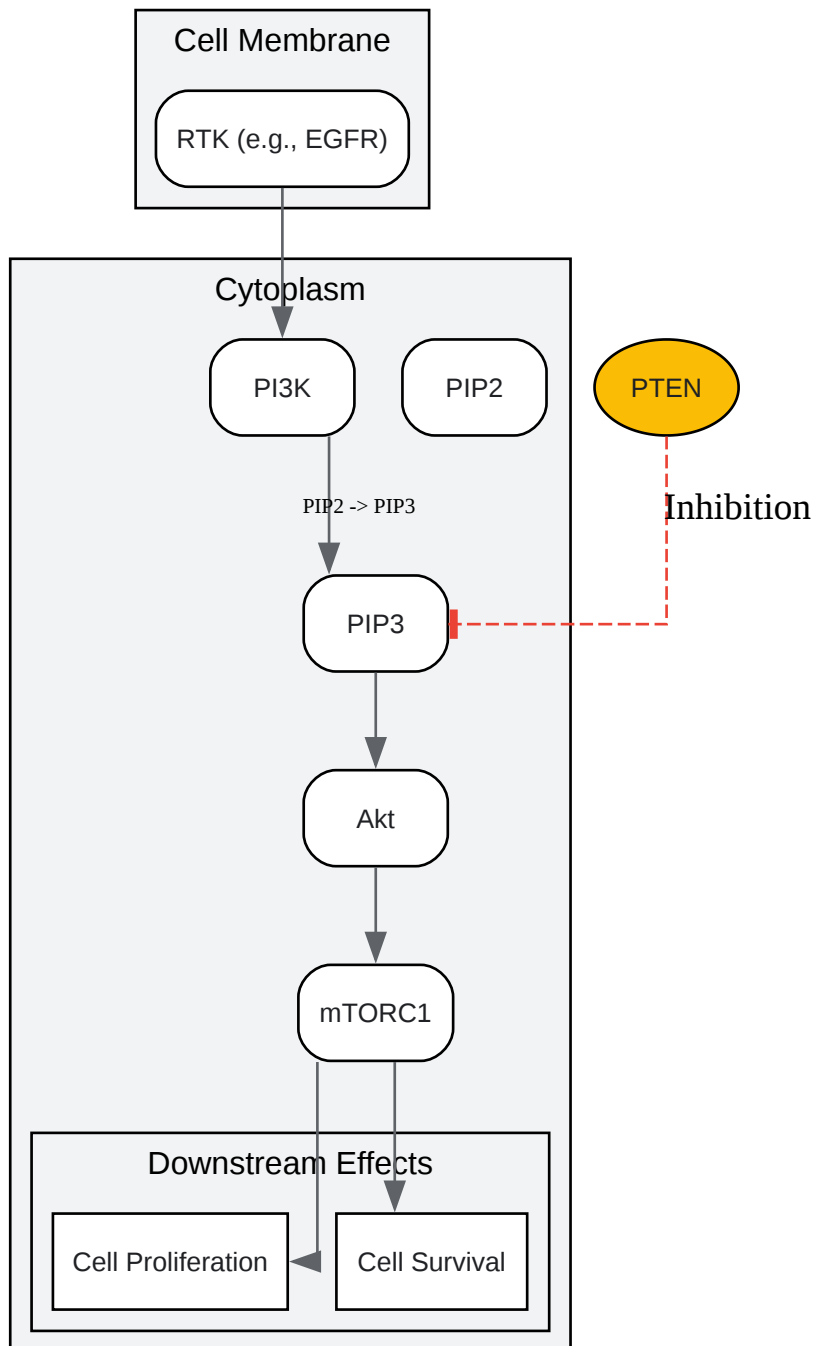 Cell Membrane
RTK (e.g., EGFR)
Cytoplasm
PI3K
PIP2
PTEN
PIP2 -> PIP3
Inhibition
PIP3
Akt
mTORC1
Downstream Effects
Cell Proliferation
Cell Survival